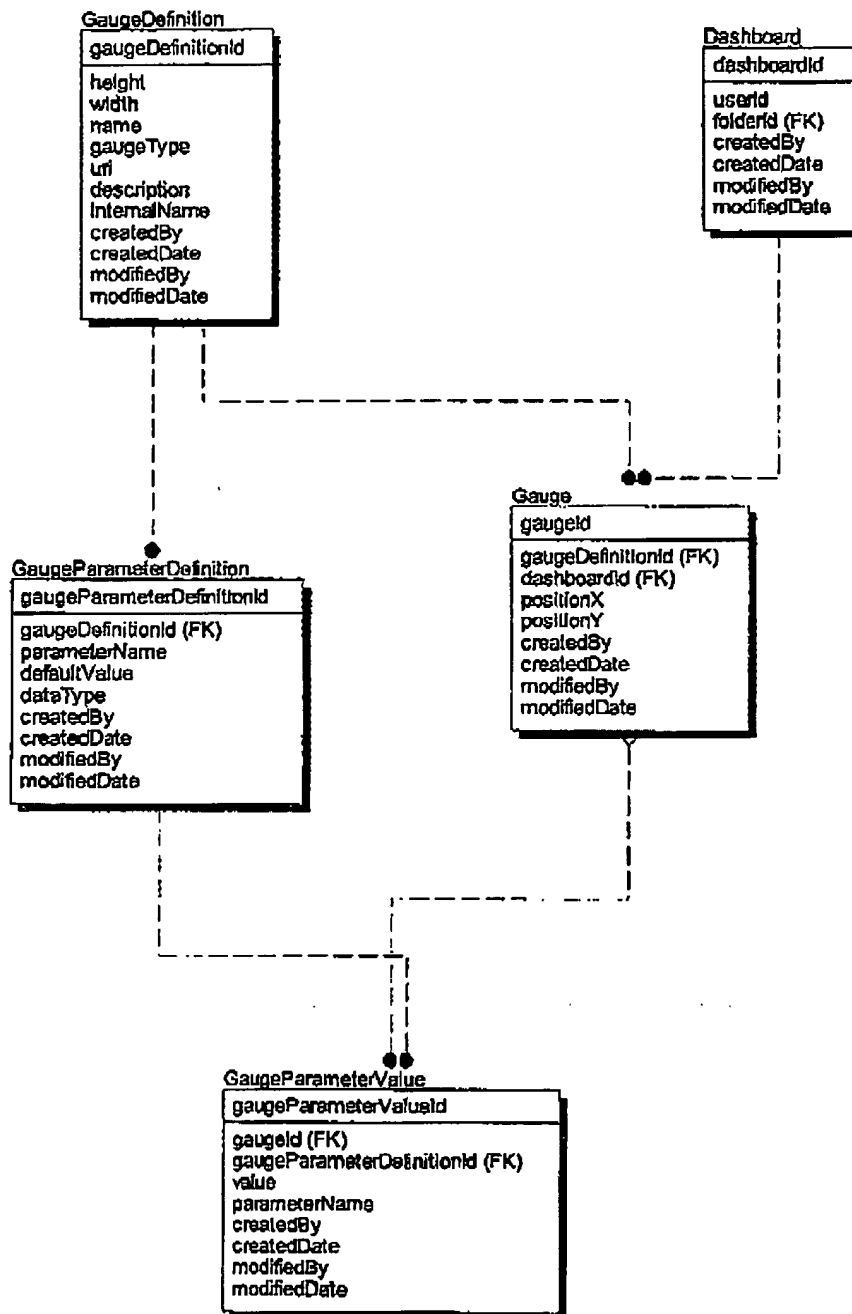 GaugeDefinition
gaugeDefinitionId
height
width
name
gaugeType
url
description
internalName
createdBy
createdDate
modifiedBy
modifiedDate
Dashboard
dashboardId
userId
folderId (FK)
createdBy
createdDate
modifiedBy
modifiedDate
GaugeParameterDefinition
gaugeParameterDefinitionId
gaugeDefinitionId (FK)
parameterName
defaultValue
dataType
createdBy
createdDate
modifiedBy
modifiedDate
Gauge
gaugeId
gaugeDefinitionId (FK)
dashboardId (FK)
positionX
positionY
createdBy
createdDate
modifiedBy
modifiedDate
GaugeParameterValue
gaugeParameterValueId
gaugeId (FK)
gaugeParameterDefinitionId (FK)
value
parameterName
createdBy
createdDate
modifiedBy
modifiedDate